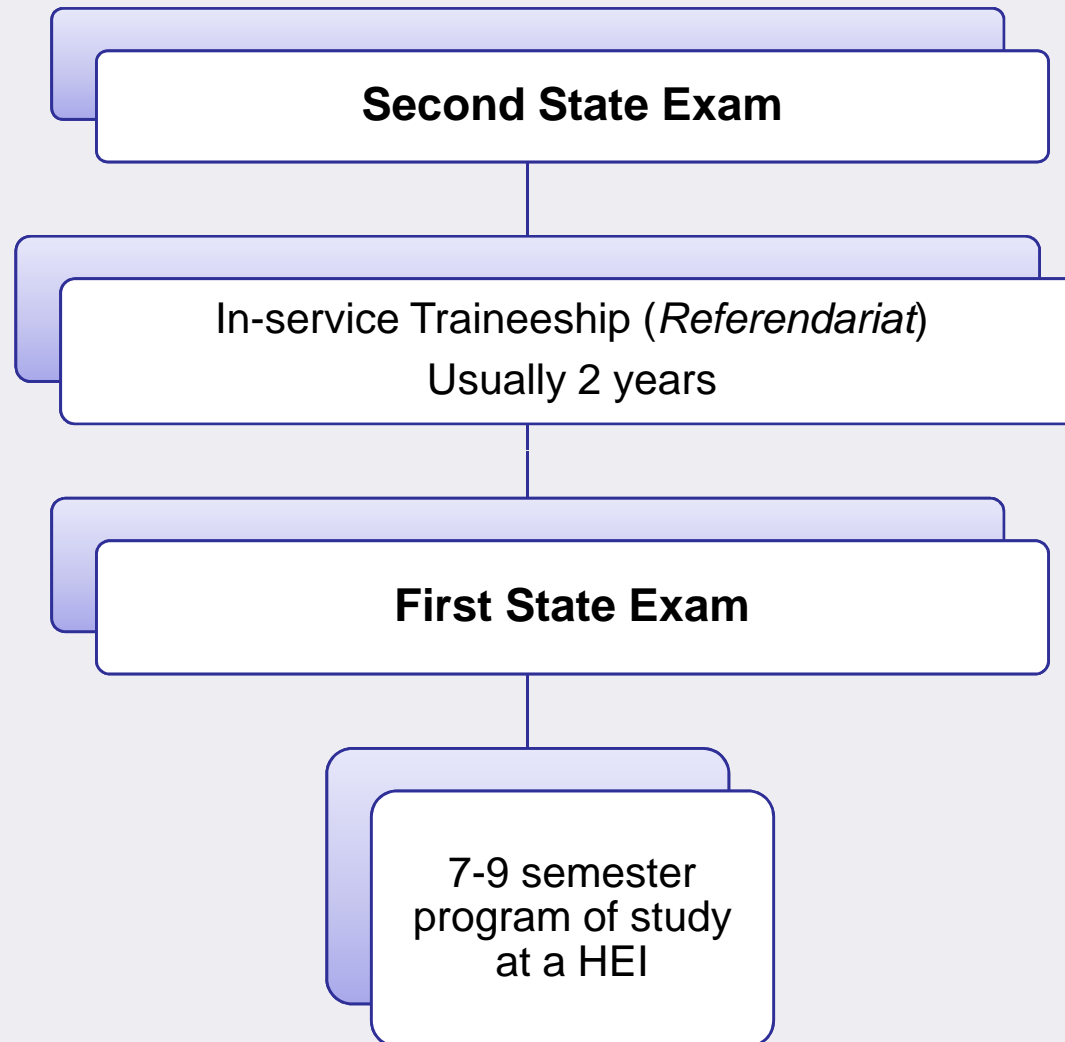 Second State Exam
In-service Traineeship (Referendariat)
Usually 2 years
First State Exam
7-9 semester
program of study
at a HEI